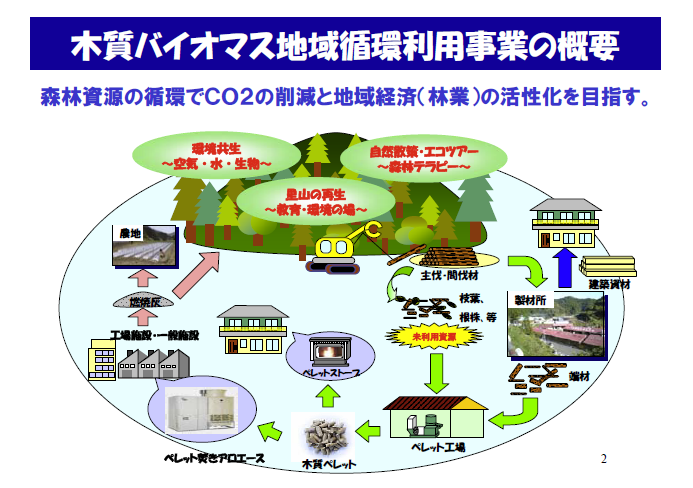 木質バイオマス地域循環利用事業の概要
森林資源の循環でCO2の削減と地域経済(林業)の活性化を目指す。
環境共生
～空気・水・生物～
自然散策・エコツアー
～森林テラピー～
里山の再生
～教育・環境の場～
農地
主伐・間伐材
建築資材
燃焼灰
枝葉、
根株、等
製材所
工場施設・一般施設
未利用資源
ペレットストーブ
端材
ペレット工場
木質ペレット
ペレット焚きアロエース
2